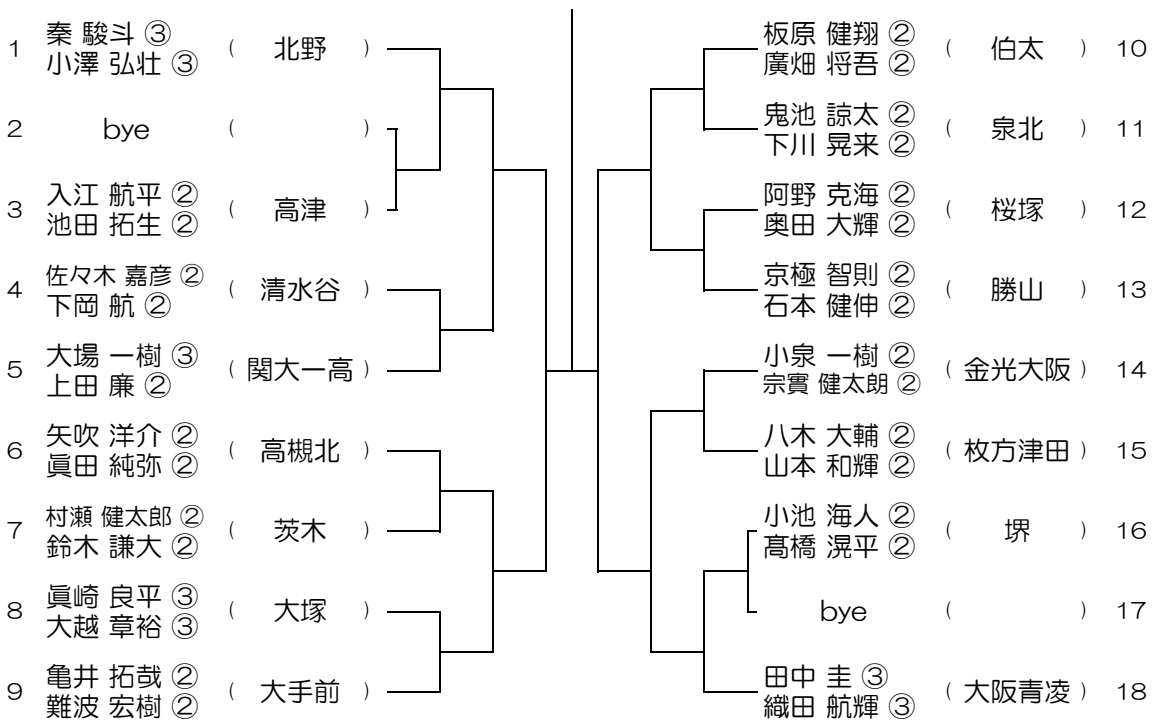 1 秦 駿斗 ③ ( 北野 )
小澤 弘壮 ③
2 bye ( )
3 入江 航平 ② ( 高津 )
池田 拓生 ②
4 佐々木 嘉彦 ② ( 清水谷 )
下岡 航 ②
5 大場 一樹 ③ ( 関大一高 )
上田 廉 ②
6 矢吹 洋介 ② ( 高槻北 )
眞田 純弥 ②
7 村瀬 健太郎 ② ( 茨木 )
鈴木 謙大 ②
8 眞崎 良平 ③ ( 大塚 )
大越 章裕 ③
9 亀井 拓哉 ② ( 大手前 )
難波 宏樹 ②
板原 健翔 ② ( 伯太 ) 10
廣畑 将吾 ②
鬼池 諒太 ② ( 泉北 ) 11
下川 晃来 ②
阿野 克海 ② ( 桜塚 ) 12
奥田 大輝 ②
京極 智則 ② ( 勝山 ) 13
石本 健伸 ②
小泉 一樹 ② ( 金光大阪 ) 14
宗實 健太朗 ②
八木 大輔 ② ( 枚方津田 ) 15
山本 和輝 ②
小池 海人 ② ( 堺 ) 16
髙橋 滉平 ②
bye ( ) 17
田中 圭 ③ ( 大阪青凌 ) 18
織田 航輝 ③